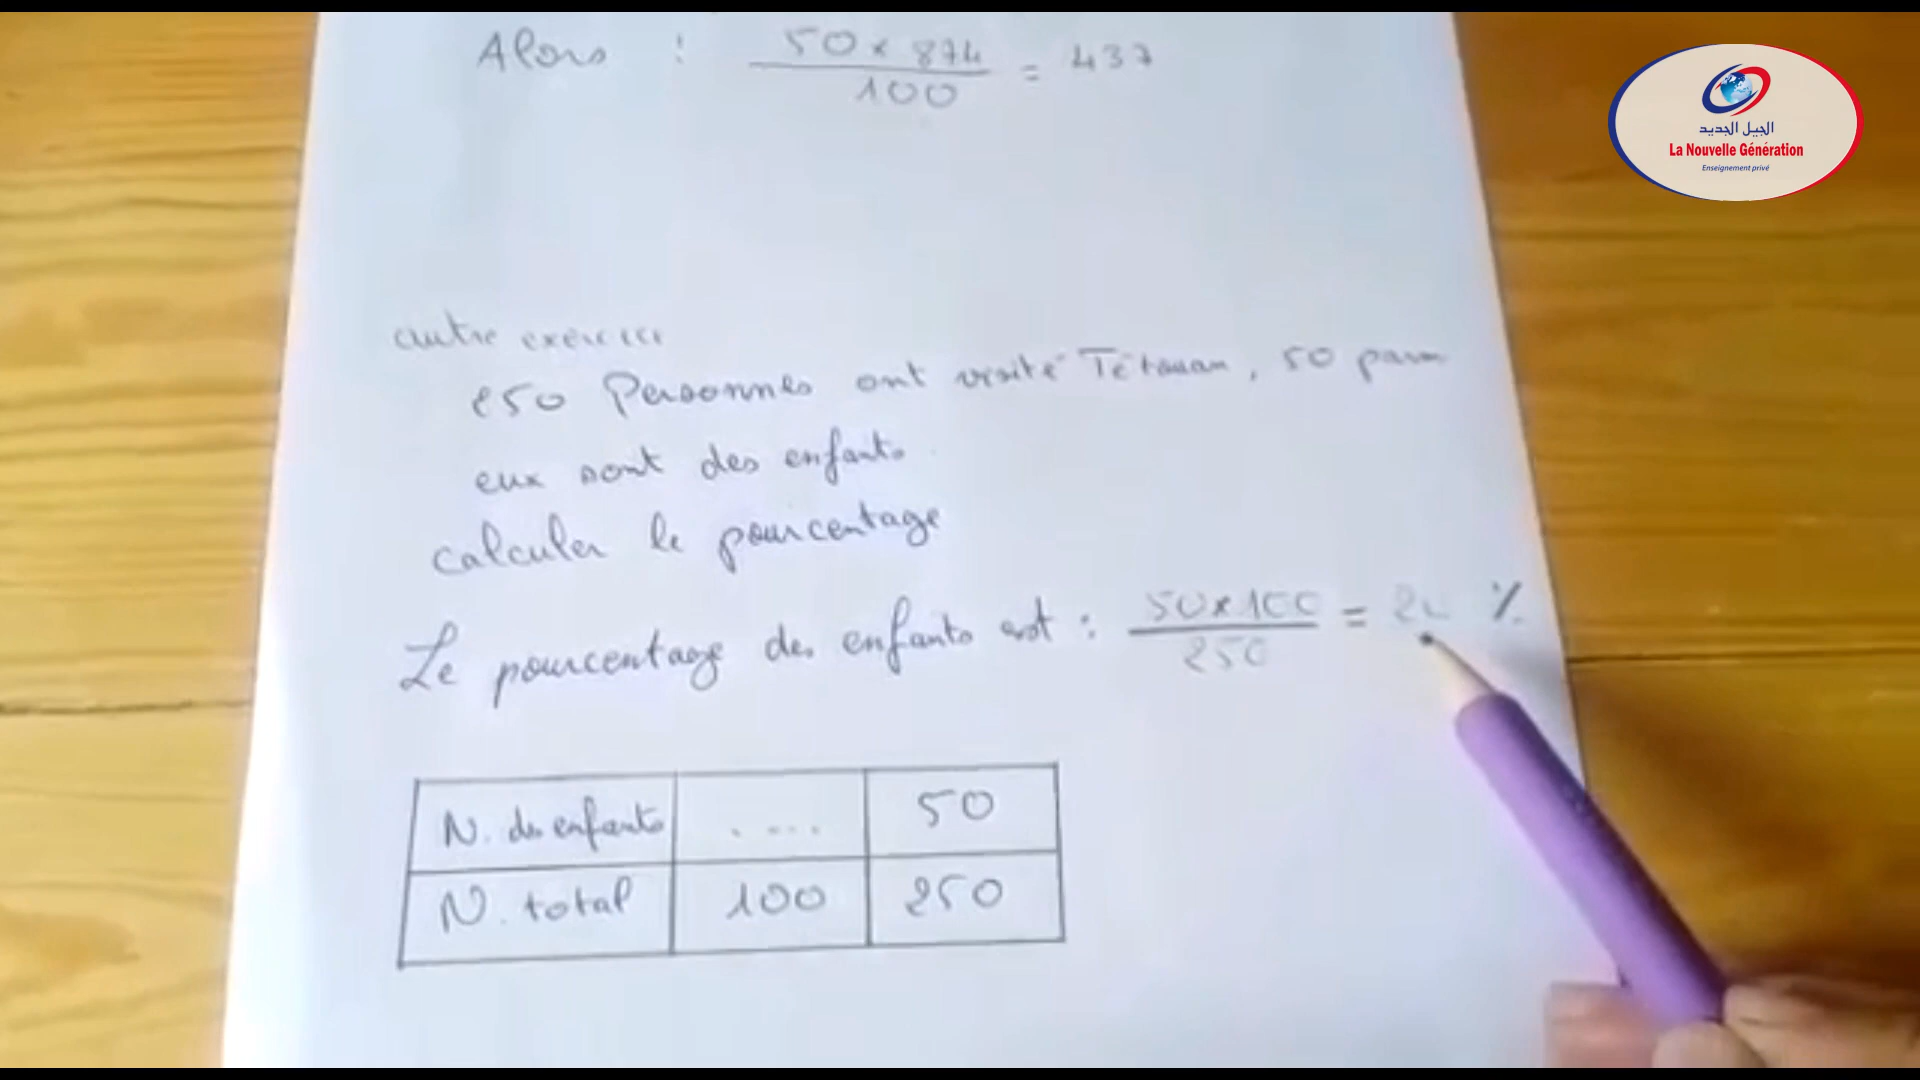 Alors : 50 x 874 / 100 = 437
الجيل الجديد
La Nouvelle Génération
Enseignement privé
autre exercice
250 Personnes ont visité Tétouan, 50 parm
eux sont des enfants
calculer le pourcentage
Le pourcentage des enfants est : 50x100 / 250 = 20 %
N. des enfants ..... 50
N. total 100 250